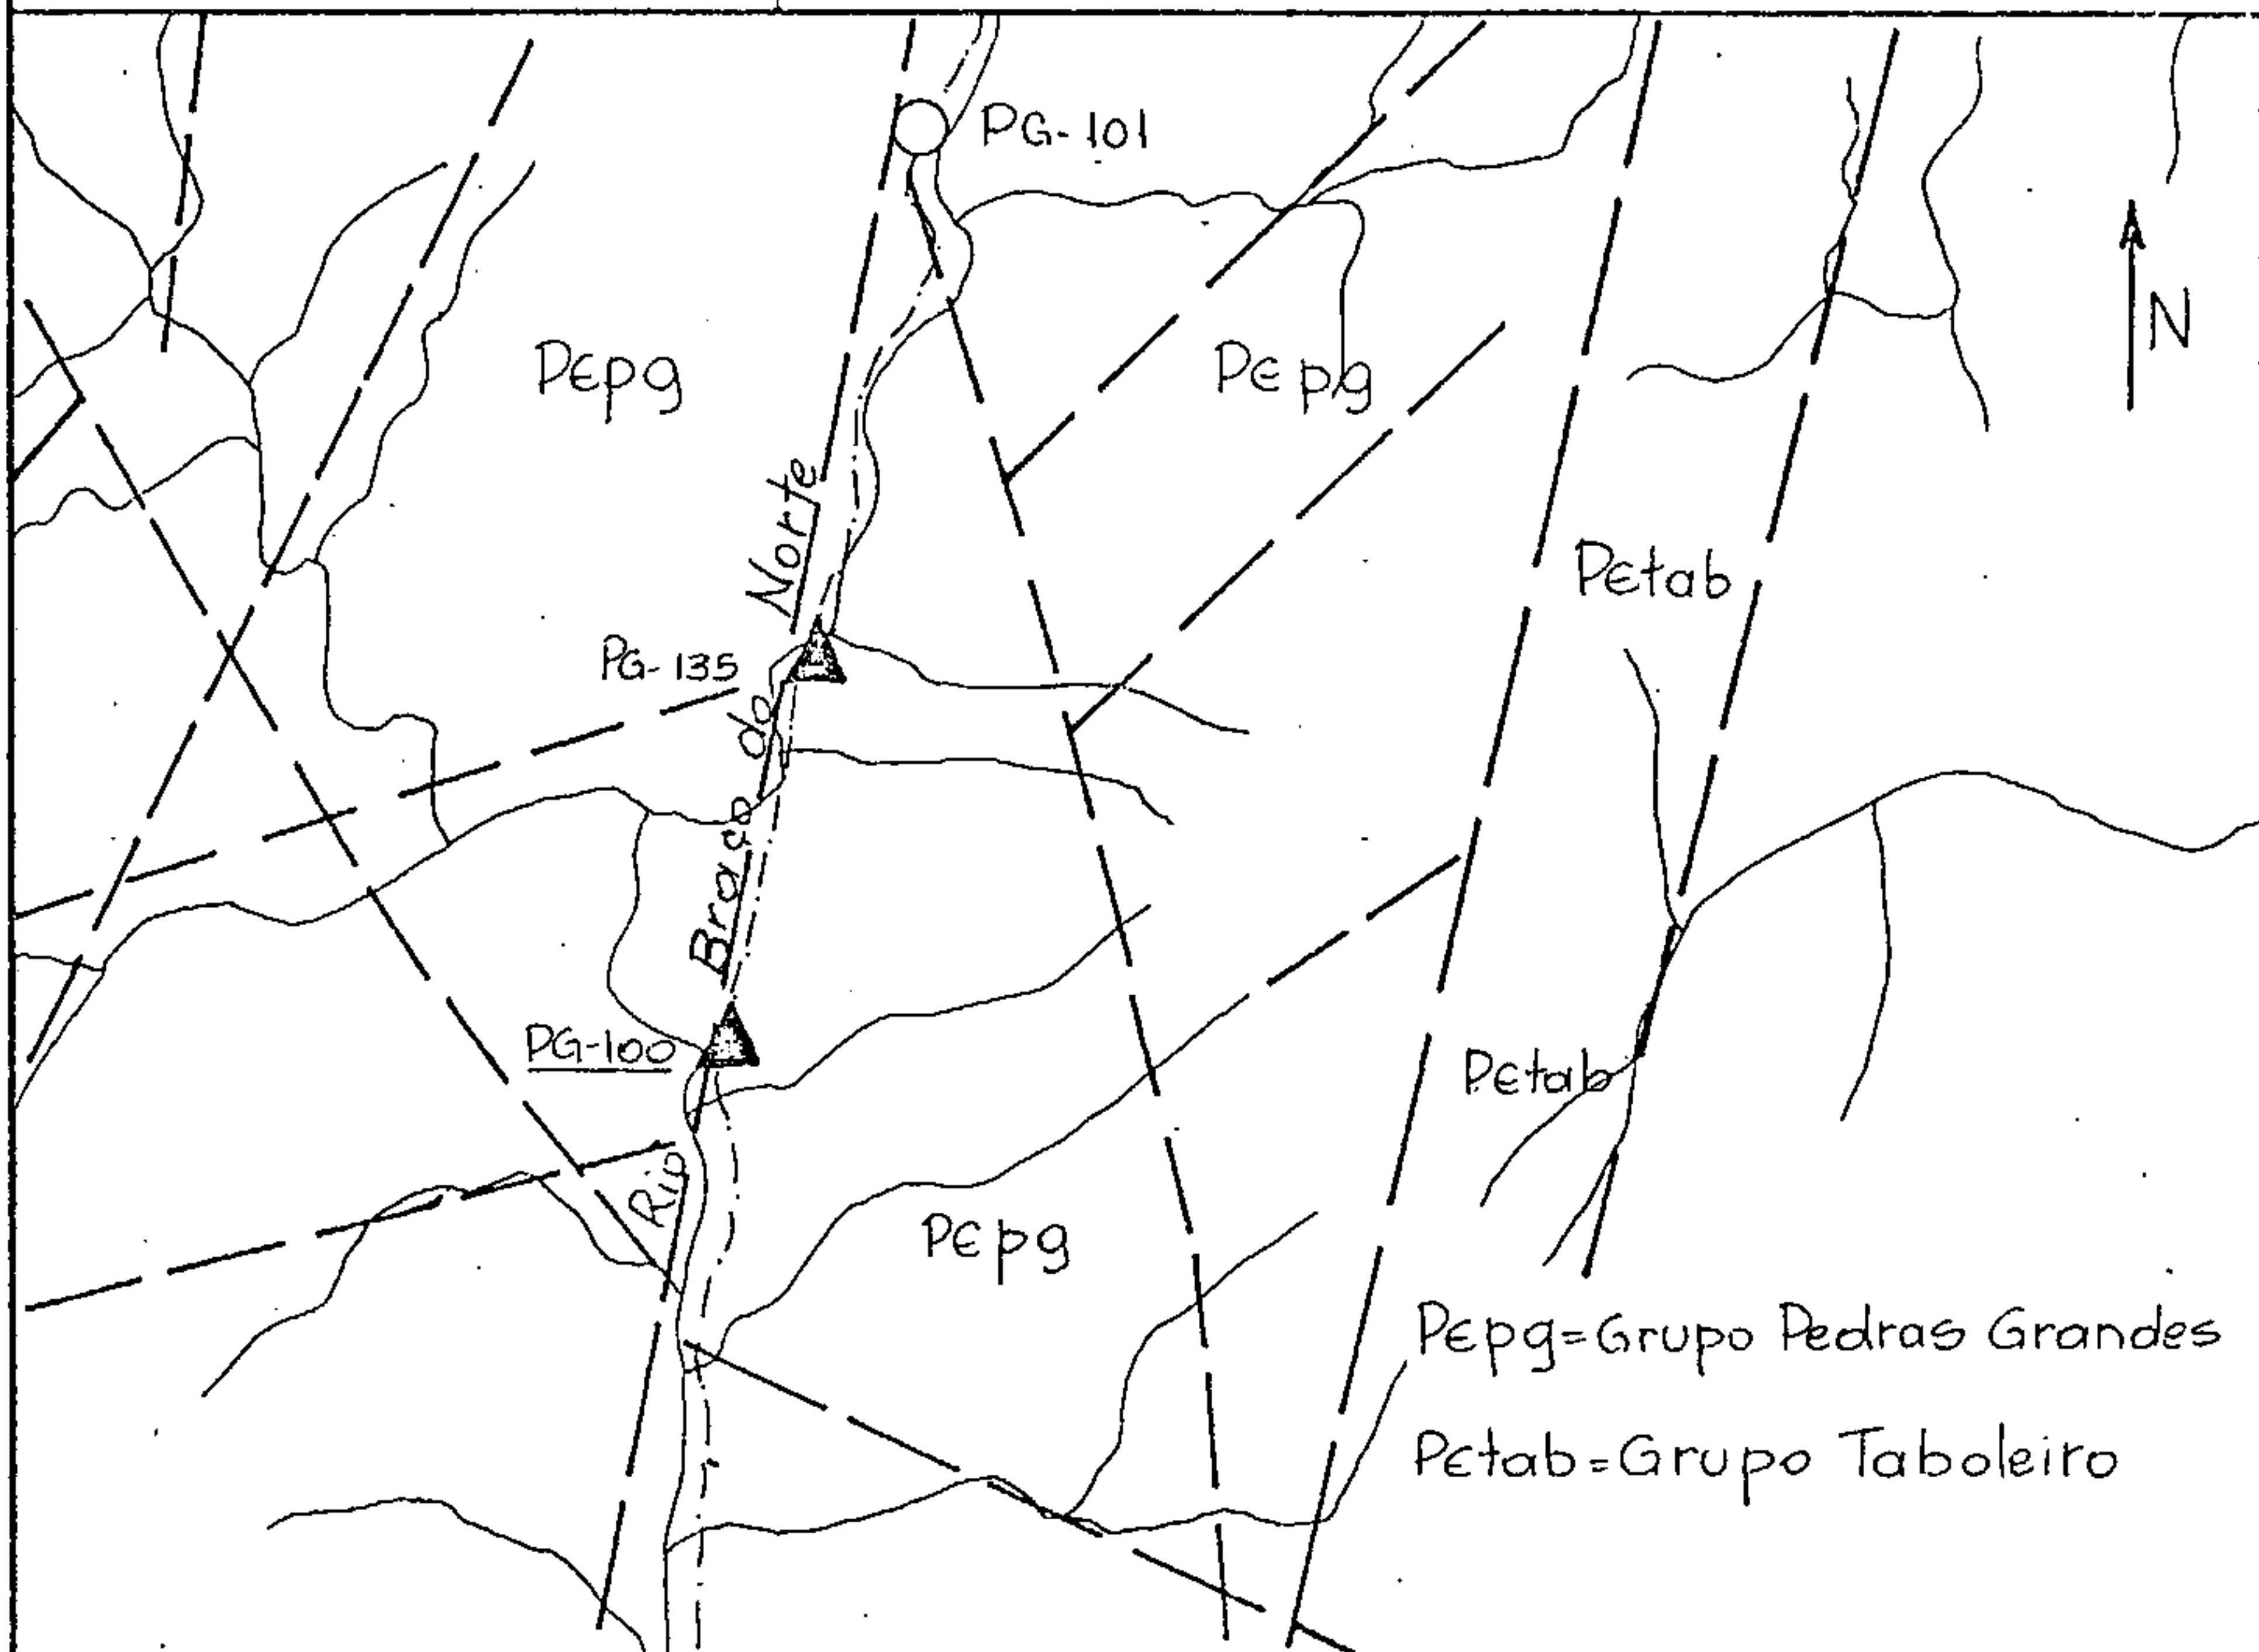 PG-101
N
PЄpg
PЄpg
Rio Braço do Norte
PЄtab
PG-135
PG-100
PЄtab
PЄpg
PЄpg=Grupo Pedras Grandes
PЄtab=Grupo Taboleiro